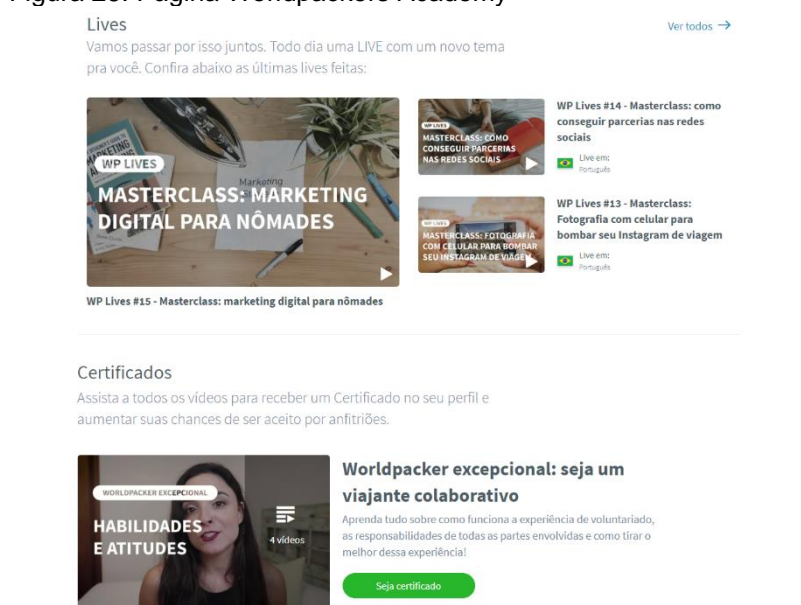 Lives
Ver todos →
Vamos passar por isso juntos. Todo dia uma LIVE com um novo tema
pra você. Confira abaixo as últimas lives feitas:
WP LIVES
MASTERCLASS: MARKETING
DIGITAL PARA NÔMADES
Marketing
MARKETING
WP Lives #15 - Masterclass: marketing digital para nômades
WP LIVES
MASTERCLASS: COMO
CONSEGUIR PARCERIAS
NAS REDES SOCIAIS
WP Lives #14 - Masterclass: como
conseguir parcerias nas redes
sociais
Live em:
Português
WP LIVES
MASTERCLASS: FOTOGRAFIA
COM CELULAR PARA BOMBAR
SEU INSTAGRAM DE VIAGEM
WP Lives #13 - Masterclass:
Fotografia com celular para
bombar seu Instagram de viagem
Live em:
Português
Certificados
Assista a todos os vídeos para receber um Certificado no seu perfil e
aumentar suas chances de ser aceito por anfitriões.
WORLDPACKER EXCEPCIONAL
HABILIDADES
E ATITUDES
4 vídeos
Worldpacker excepcional: seja um
viajante colaborativo
Aprenda tudo sobre como funciona a experiência de voluntariado,
as responsabilidades de todas as partes envolvidas e como tirar o
melhor dessa experiência!
Seja certificado